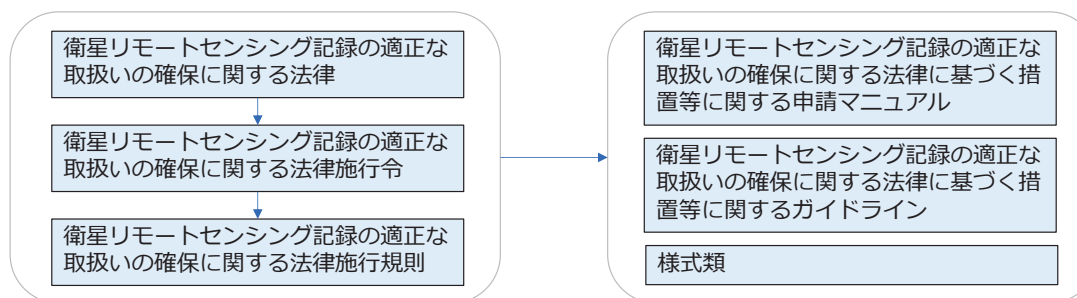 衛星リモートセンシング記録の適正な
取扱いの確保に関する法律
衛星リモートセンシング記録の適正な
取扱いの確保に関する法律施行令
衛星リモートセンシング記録の適正な
取扱いの確保に関する法律施行規則
衛星リモートセンシング記録の適正な
取扱いの確保に関する法律に基づく措
置等に関する申請マニュアル
衛星リモートセンシング記録の適正な
取扱いの確保に関する法律に基づく措
置等に関するガイドライン
様式類